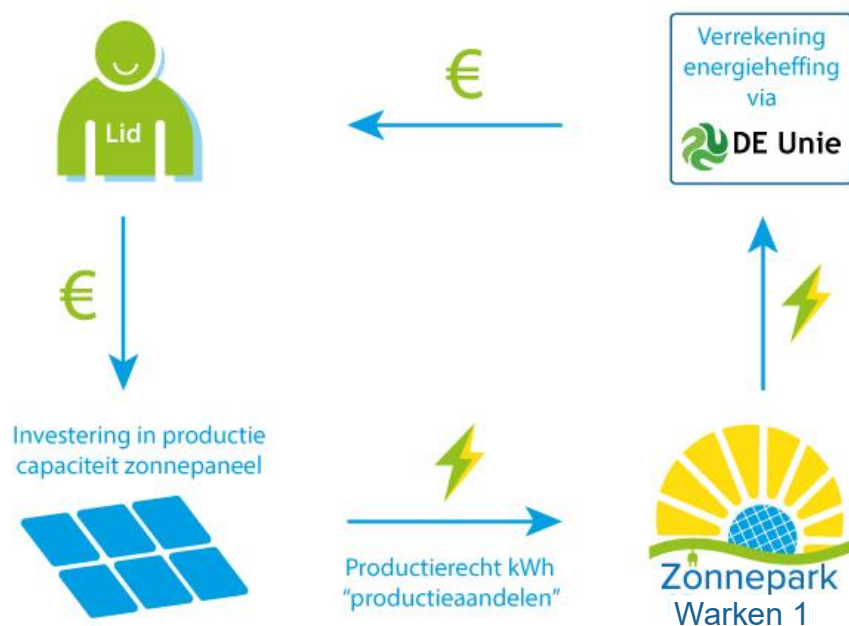 Lid
€
Verrekening
energieheffing
via
DE Unie
€
Investering in productie
capaciteit zonnepaneel
Productierecht kWh
“productieaandelen”
Zonnepark
Warken 1